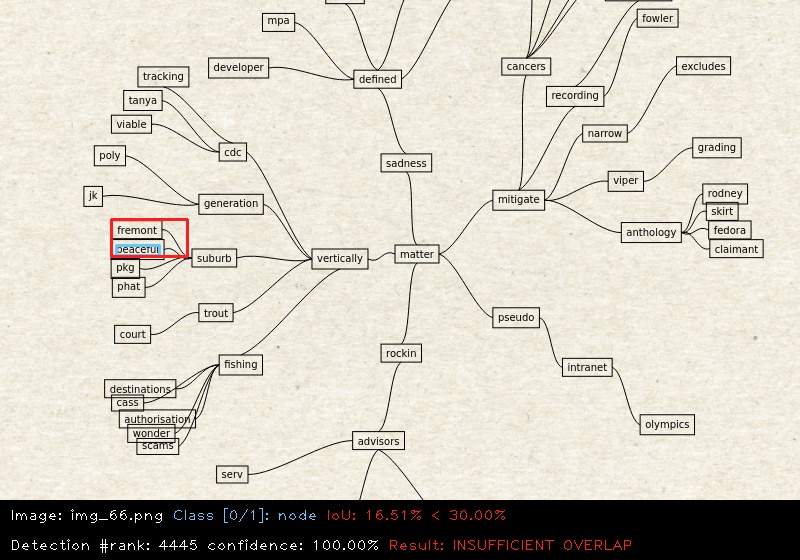 mpa
fowler
developer
defined
cancers
excludes
tracking
recording
tanya
viable
narrow
grading
poly
cdc
sadness
viper
jk
generation
mitigate
rodney
skirt
fremont
anthology
fedora
peaceful
claimant
pkg
suburb
vertically
matter
phat
trout
pseudo
court
rockin
fishing
intranet
destinations
cass
authorisation
wonder
scams
advisors
olympics
serv
Image: img_66.png Class [0/1]: node IoU: 16.51% < 30.00%
Detection #rank: 4445 confidence: 100.00% Result: INSUFFICIENT OVERLAP